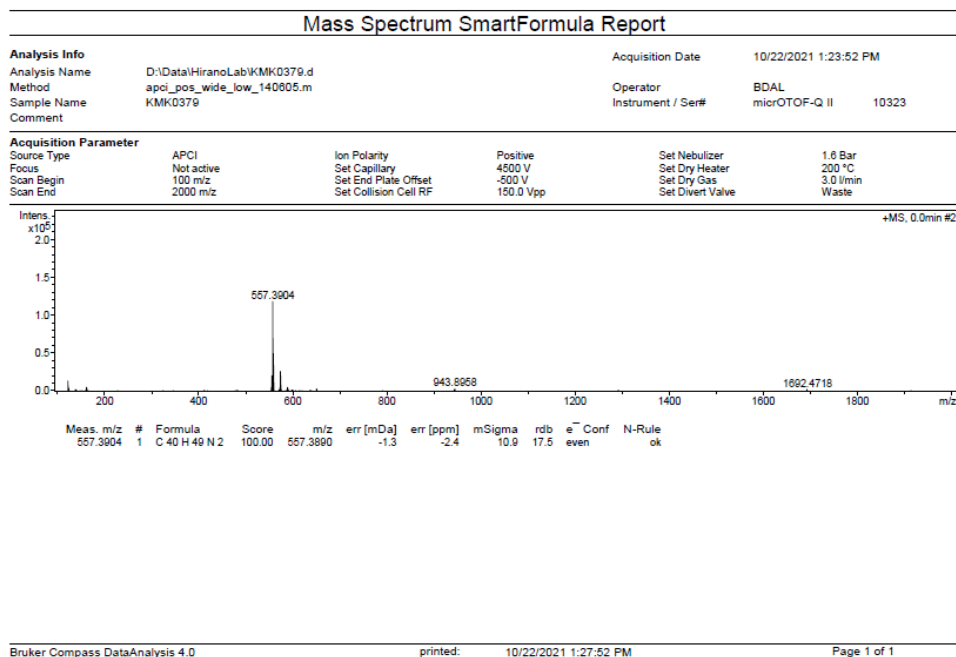 Mass Spectrum SmartFormula Report
Analysis Info
Acquisition Date 10/22/2021 1:23:52 PM
Analysis Name D:\Data\HiranoLab\KMK0379.d
Method apci_pos_wide_low_140605.m
Operator BDAL
Sample Name KMK0379
Instrument / Ser# micrOTOF-Q II 10323
Comment
Acquisition Parameter
Source Type APCI Ion Polarity Positive Set Nebulizer 1.6 Bar
Focus Not active Set Capillary 4500 V Set Dry Heater 200 °C
Scan Begin 100 m/z Set End Plate Offset -500 V Set Dry Gas 3.0 l/min
Scan End 2000 m/z Set Collision Cell RF 150.0 Vpp Set Divert Valve Waste
Intens.
x10⁵
+MS, 0.0min #2
2.0
1.5
557.3904
1.0
0.5
943.8958 1692.4718
0.0
200 400 600 800 1000 1200 1400 1600 1800 m/z
Meas. m/z # Formula Score m/z err [mDa] err [ppm] mSigma rdb e⁻ Conf N-Rule
557.3904 1 C 40 H 49 N 2 100.00 557.3890 -1.3 -2.4 10.9 17.5 even ok
Bruker Compass DataAnalysis 4.0 printed: 10/22/2021 1:27:52 PM Page 1 of 1